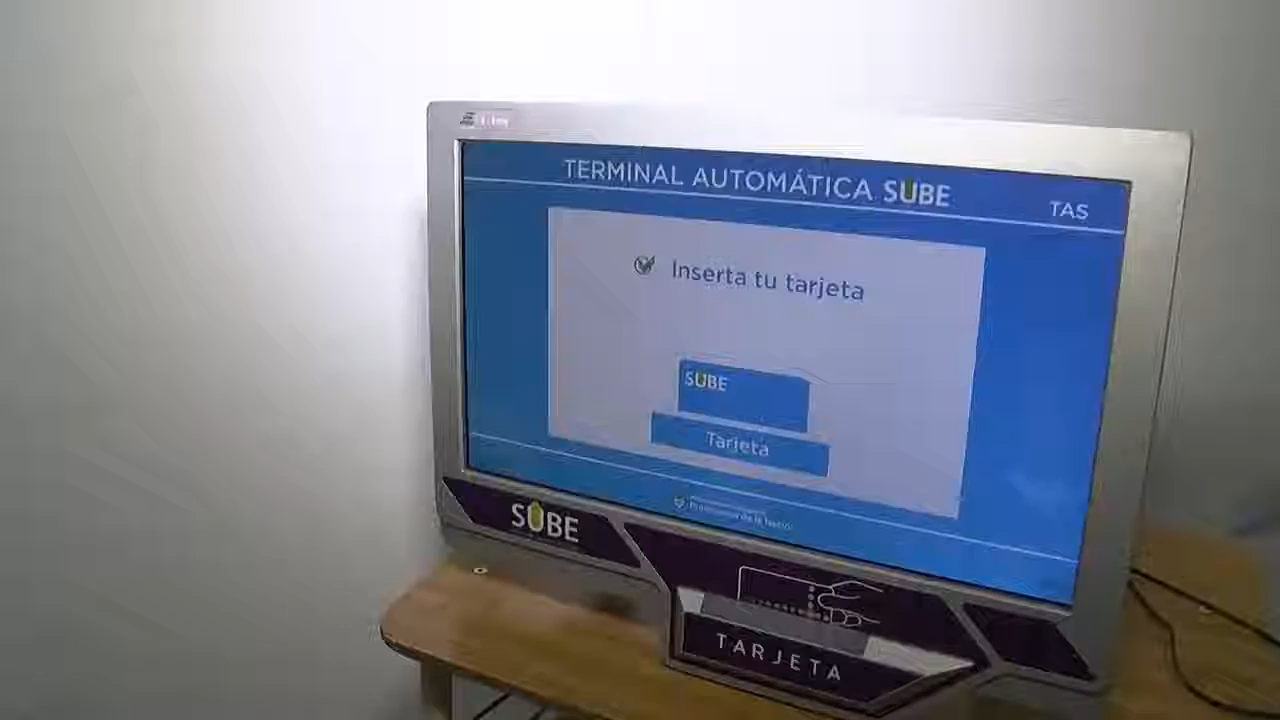 TERMINAL AUTOMÁTICA SUBE
TAS
Inserta tu tarjeta
SUBE
Tarjeta
SUBE
TARJETA